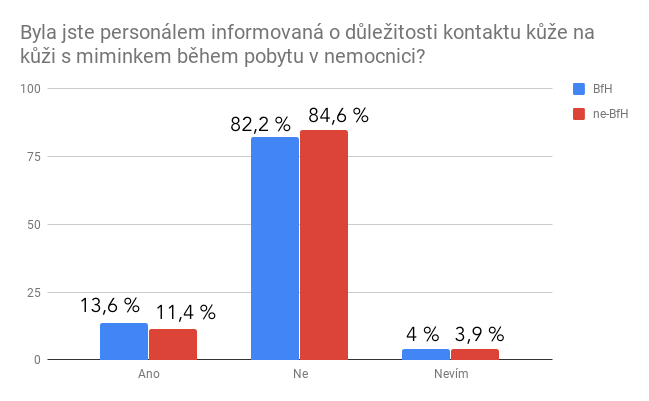 Byla jste personálem informovaná o důležitosti kontaktu kůže na
kůži s miminkem během pobytu v nemocnici?
100
75
50
25
0
BfH
ne-BfH
13,6 %
11,4 %
82,2 %
84,6 %
4 %
3,9 %
Ano
Ne
Nevím